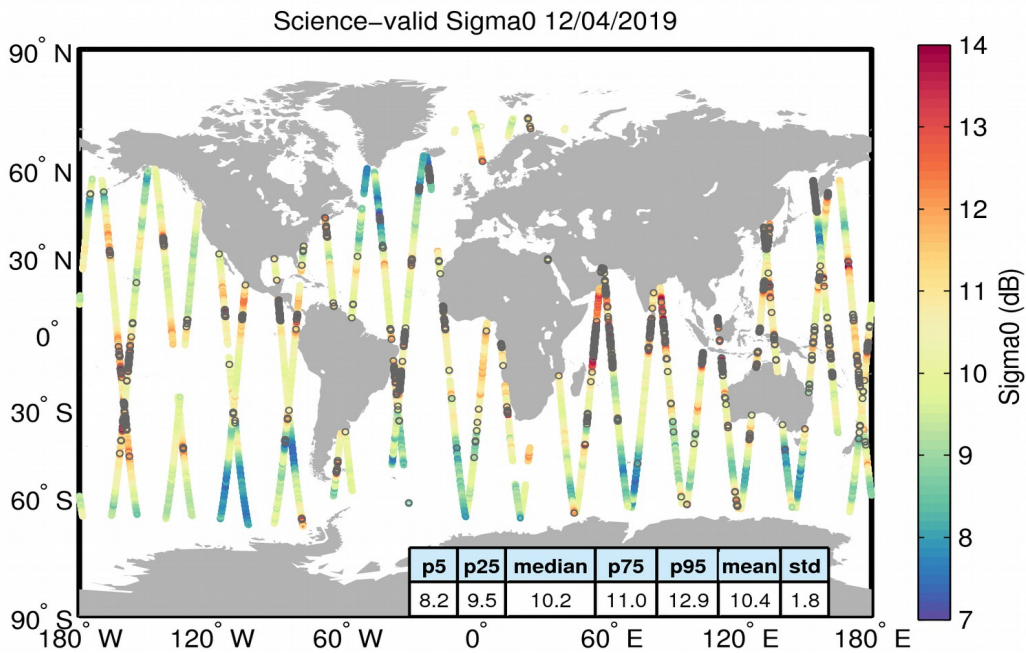 Science−valid Sigma0 12/04/2019
90° N
60° N
30° N
0°
30° S
60° S
90° S
180° W
120° W
60° W
0°
60° E
120° E
180° E
p5 p25 median p75 p95 mean std
8.2 9.5 10.2 11.0 12.9 10.4 1.8
14
13
12
11
10
9
8
7
Sigma0 (dB)